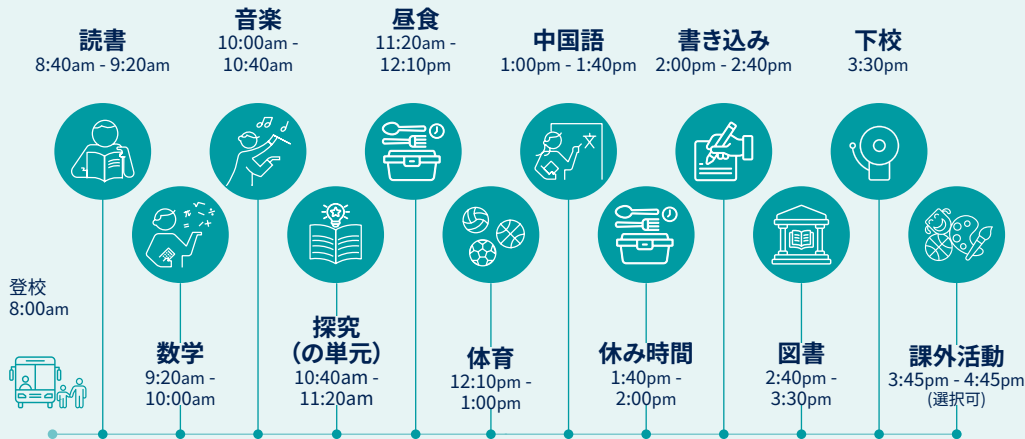 登校
8:00am
読書
8:40am - 9:20am
数学
9:20am -
10:00am
音楽
10:00am -
10:40am
探究
(の単元)
10:40am -
11:20am
昼食
11:20am -
12:10pm
体育
12:10pm -
1:00pm
中国語
1:00pm - 1:40pm
休み時間
1:40pm -
2:00pm
書き込み
2:00pm - 2:40pm
図書
2:40pm -
3:30pm
下校
3:30pm
課外活動
3:45pm - 4:45pm
(選択可)
文